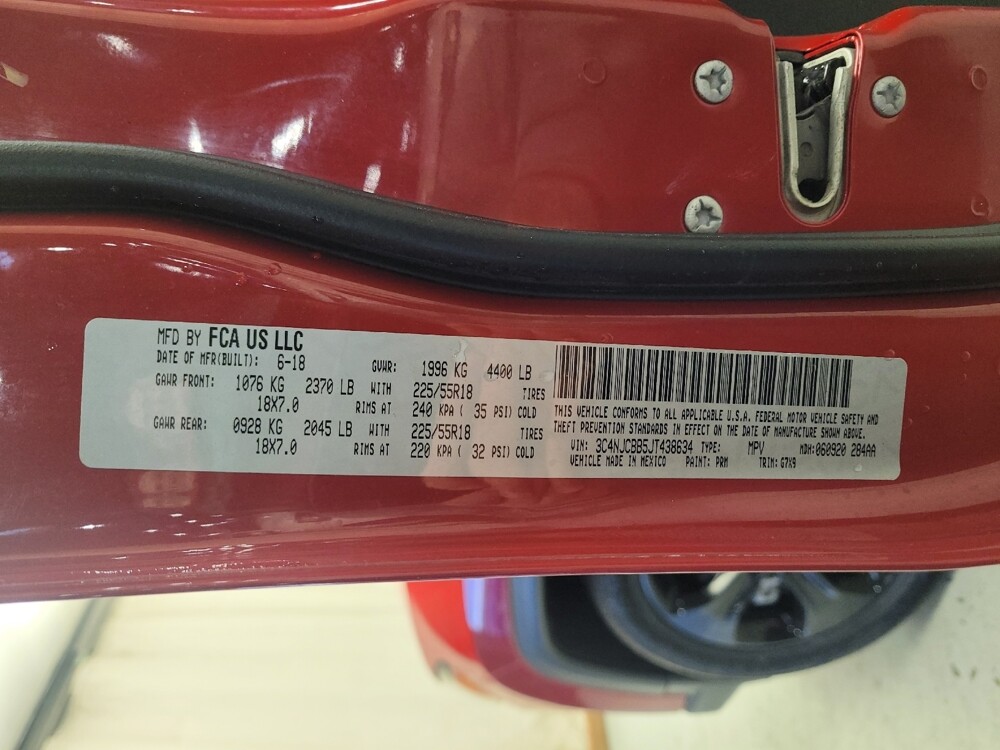 MFD BY FCA US LLC
DATE OF MFR(BUILT): 6-18 GVWR: 1996 KG 4400 LB
GAWR FRONT: 1076 KG 2370 LB WITH 225/55R18 TIRES
18X7.0 RIMS AT 240 KPA ( 35 PSI) COLD
GAWR REAR: 0928 KG 2045 LB WITH 225/55R18 TIRES
18X7.0 RIMS AT 220 KPA ( 32 PSI) COLD
THIS VEHICLE CONFORMS TO ALL APPLICABLE U.S.A. FEDERAL MOTOR VEHICLE SAFETY AND
THEFT PREVENTION STANDARDS IN EFFECT ON THE DATE OF MANUFACTURE SHOWN ABOVE.
VIN: 3C4NJCBB5JT438634 TYPE: MPV MDH:060920 284AA
VEHICLE MADE IN MEXICO PAINT: PRM TRIM: G7X9